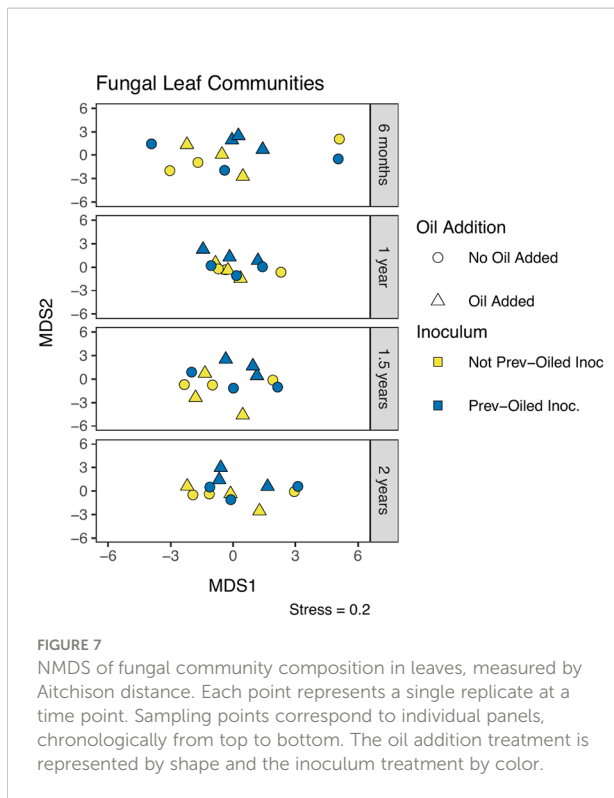 Fungal Leaf Communities
6
3
0
−3
−6
6 months
6
3
0
−3
−6
1 year
6
3
0
−3
−6
1.5 years
6
3
0
−3
−6
2 years
MDS2
−6 −3 0 3 6
MDS1
Stress = 0.2
Oil Addition
No Oil Added
Oil Added
Inoculum
Not Prev−Oiled Inoc
Prev−Oiled Inoc.
FIGURE 7
NMDS of fungal community composition in leaves, measured by
Aitchison distance. Each point represents a single replicate at a
time point. Sampling points correspond to individual panels,
chronologically from top to bottom. The oil addition treatment is
represented by shape and the inoculum treatment by color.